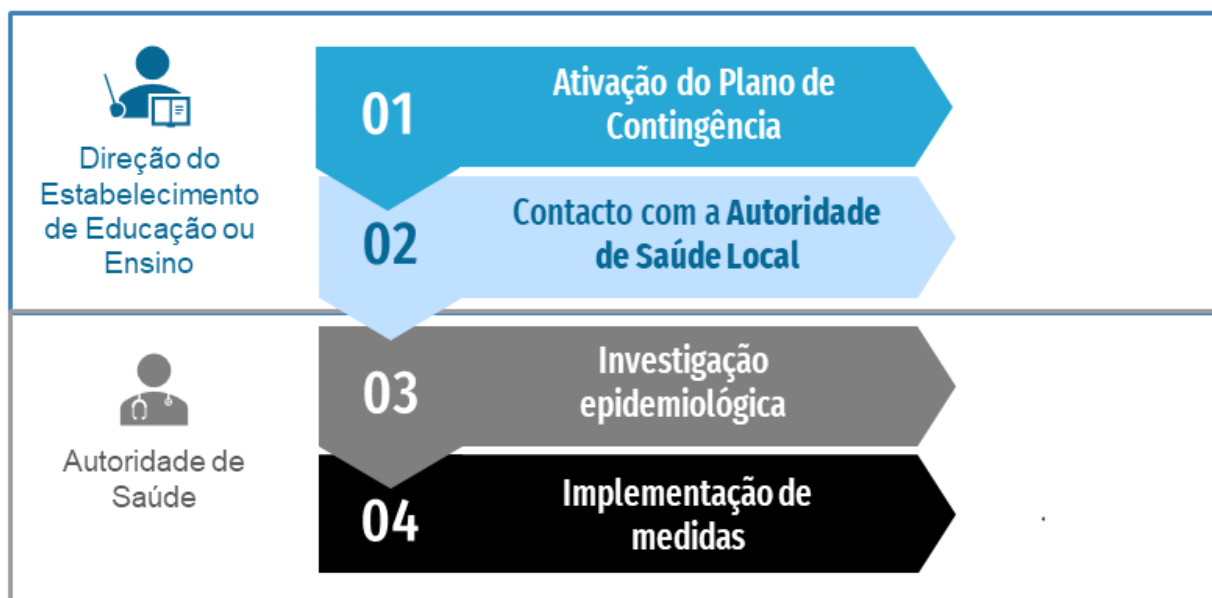 Direção do
Estabelecimento
de Educação ou
Ensino
01
Ativação do Plano de
Contingência
02
Contacto com a Autoridade
de Saúde Local
Autoridade de
Saúde
03
Investigação
epidemiológica
04
Implementação de
medidas
.